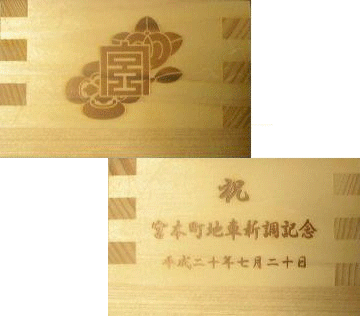 祝
宮本町地車新調記念
平成二十年七月二十日